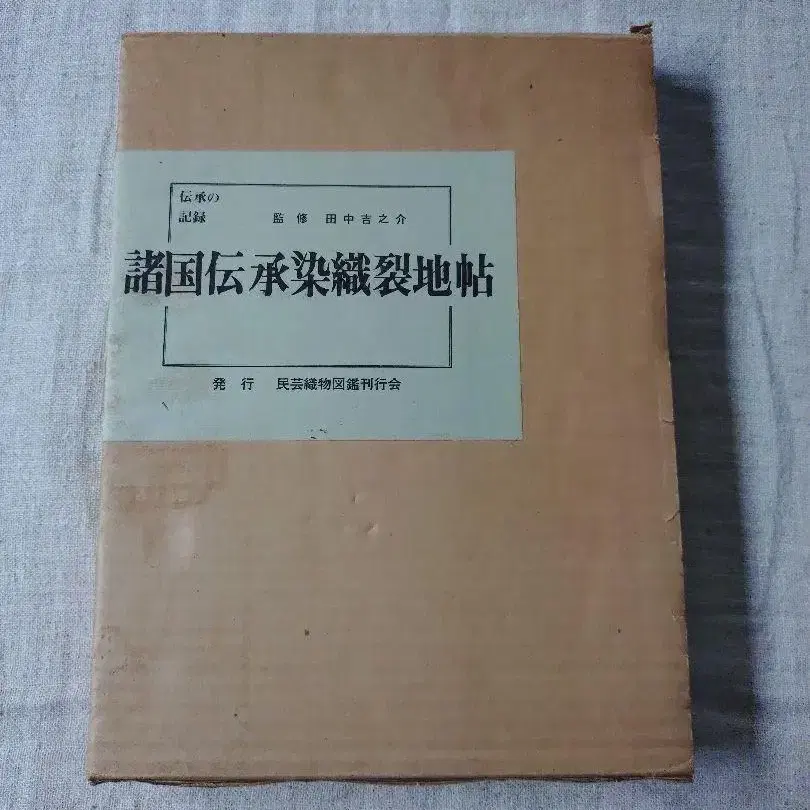 伝承の
記録
監修 田中吉之介
諸国伝承染織裂地帖
発行 民芸織物図鑑刊行会